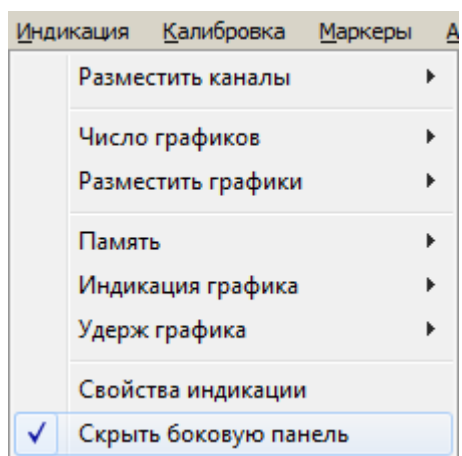 Индикация Калибровка Маркеры А
Разместить каналы
Число графиков
Разместить графики
Память
Индикация графика
Удерж графика
Свойства индикации
Скрыть боковую панель